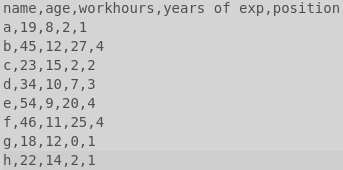 name,age,workhours,years of exp,position
a,19,8,2,1
b,45,12,27,4
c,23,15,2,2
d,34,10,7,3
e,54,9,20,4
f,46,11,25,4
g,18,12,0,1
h,22,14,2,1